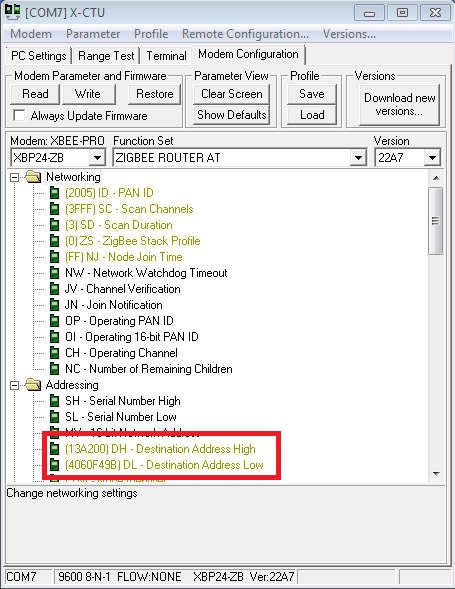 [COM7] X-CTU
Modem Parameter Profile Remote Configuration... Versions...
PC Settings Range Test Terminal Modem Configuration
Modem Parameter and Firmware Parameter View Profile Versions
Read Write Restore Clear Screen Save Download new
versions...
Always Update Firmware Show Defaults Load
Modem: XBEE-PRO Function Set Version
XBP24-ZB ZIGBEE ROUTER AT 22A7
Networking
(2005) ID - PAN ID
(3FFF) SC - Scan Channels
(3) SD - Scan Duration
(0) ZS - ZigBee Stack Profile
(FF) NJ - Node Join Time
NW - Network Watchdog Timeout
JV - Channel Verification
JN - Join Notification
OP - Operating PAN ID
OI - Operating 16-bit PAN ID
CH - Operating Channel
NC - Number of Remaining Children
Addressing
SH - Serial Number High
SL - Serial Number Low
MY - 16-bit Network Address
(13A200) DH - Destination Address High
(4060F49B) DL - Destination Address Low
Change networking settings
COM7 9600 8-N-1 FLOW:NONE XBP24-ZB Ver:22A7